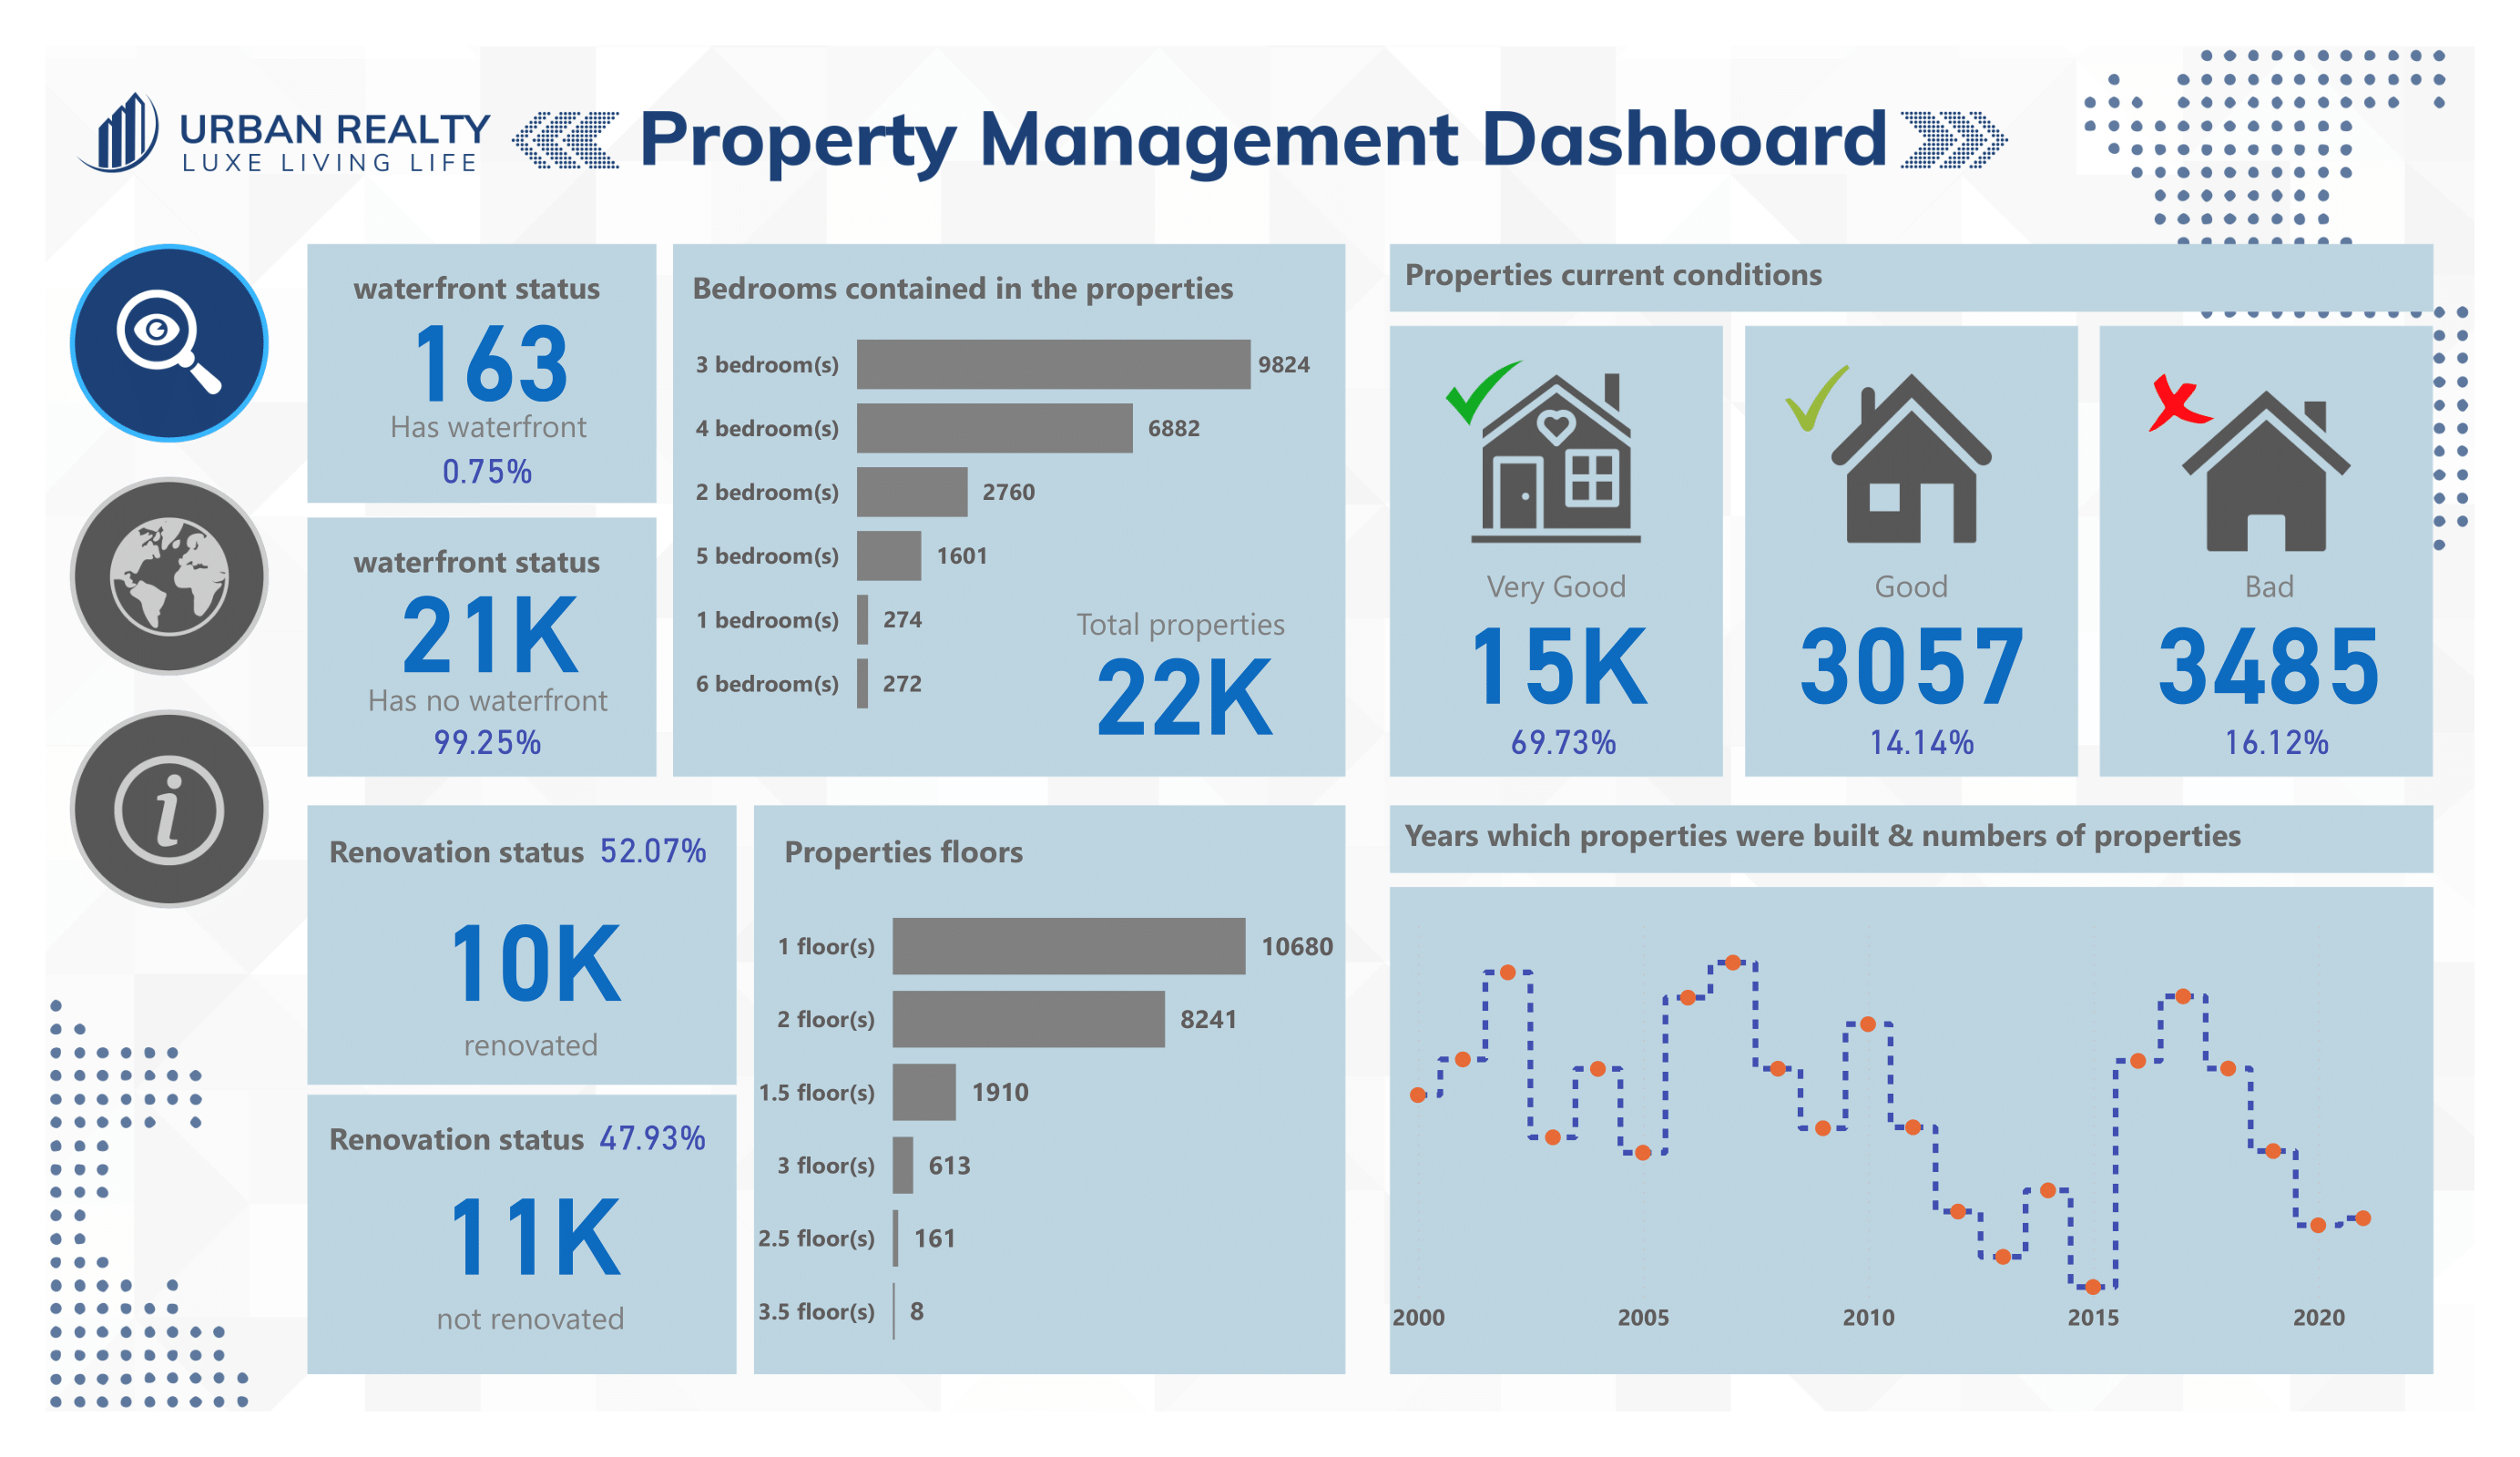 URBAN REALTY
LUXE LIVING LIFE
Property Management Dashboard
waterfront status
163
Has waterfront
0.75%
waterfront status
21K
Has no waterfront
99.25%
Bedrooms contained in the properties
3 bedroom(s) 9824
4 bedroom(s) 6882
2 bedroom(s) 2760
5 bedroom(s) 1601
1 bedroom(s) 274
6 bedroom(s) 272
Total properties
22K
Properties current conditions
Very Good
15K
69.73%
Good
3057
14.14%
Bad
3485
16.12%
Renovation status 52.07%
10K
renovated
Renovation status 47.93%
11K
not renovated
Properties floors
1 floor(s) 10680
2 floor(s) 8241
1.5 floor(s) 1910
3 floor(s) 613
2.5 floor(s) 161
3.5 floor(s) 8
Years which properties were built & numbers of properties
2000 2005 2010 2015 2020